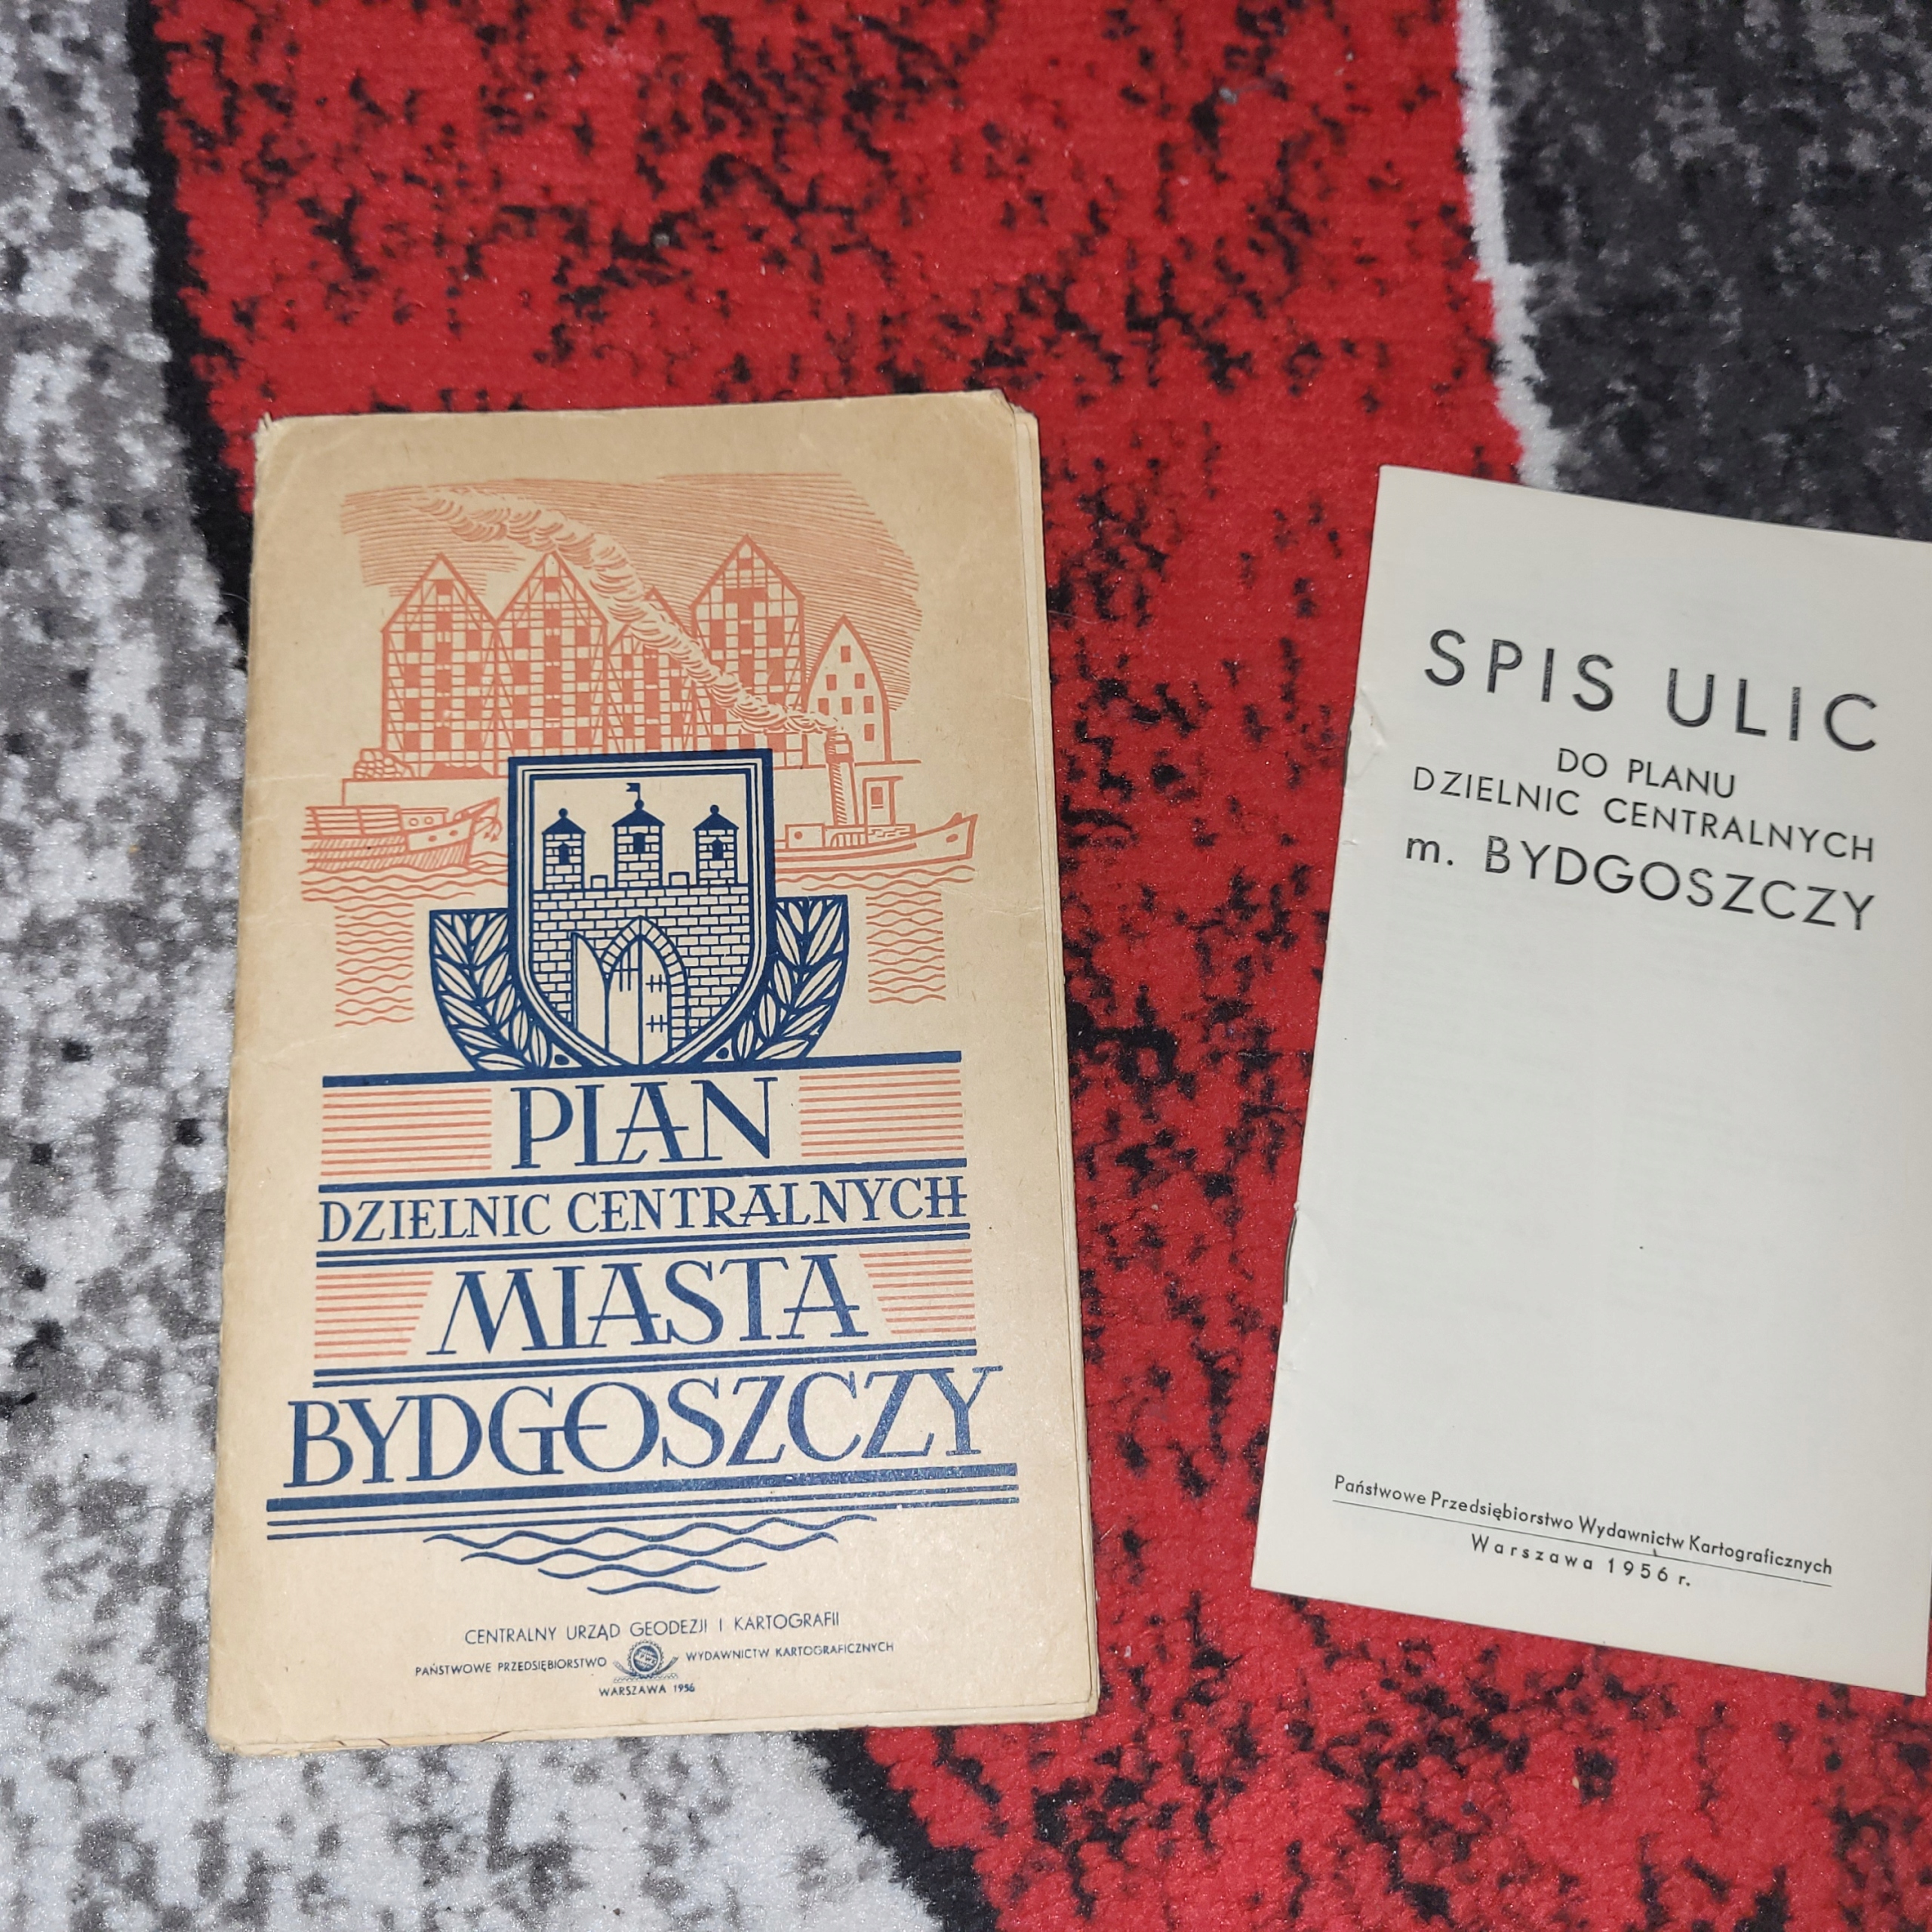 PLAN
DZIELNIC CENTRALNYCH
MIASTA
BYDGOSZCZY
CENTRALNY URZĄD GEODEZJI I KARTOGRAFII
PAŃSTWOWE PRZEDSIĘBIORSTWO WYDAWNICTW KARTOGRAFICZNYCH
WARSZAWA 1956
SPIS ULIC
DO PLANU
DZIELNIC CENTRALNYCH
m. BYDGOSZCZY
Państwowe Przedsiębiorstwo Wydawnictw Kartograficznych
Warszawa 1956 r.